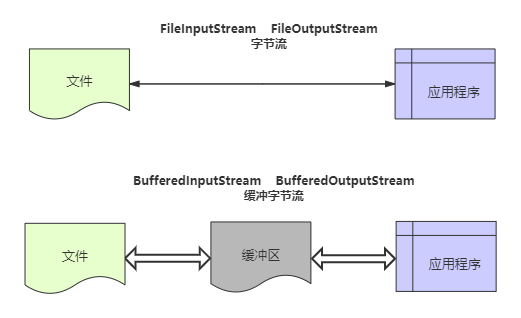 FileInputStream FileOutputStream
字节流
文件
应用程序
BufferedInputStream BufferedOutputStream
缓冲字节流
文件
缓冲区
应用程序